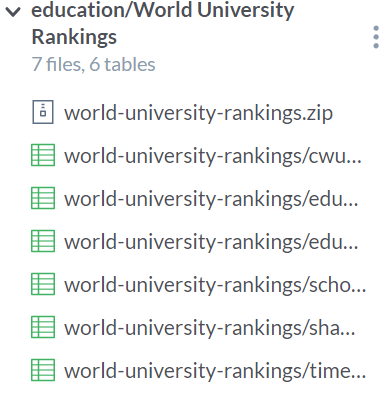 education/World University
Rankings
7 files, 6 tables
world-university-rankings.zip
world-university-rankings/cwu...
world-university-rankings/edu...
world-university-rankings/edu...
world-university-rankings/scho...
world-university-rankings/sha...
world-university-rankings/time...